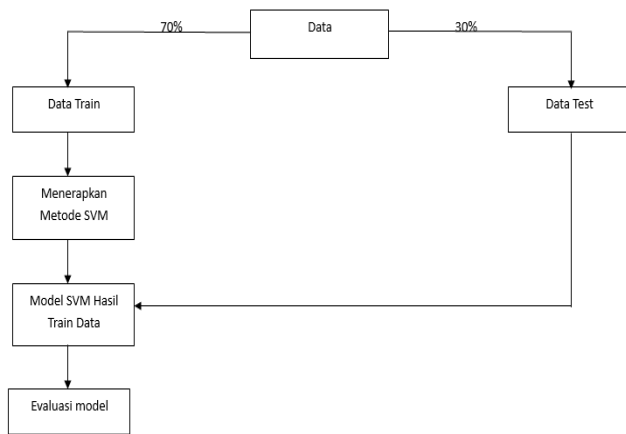 70%
Data
30%
Data Train
Data Test
Menerapkan
Metode SVM
Model SVM Hasil
Train Data
Evaluasi model